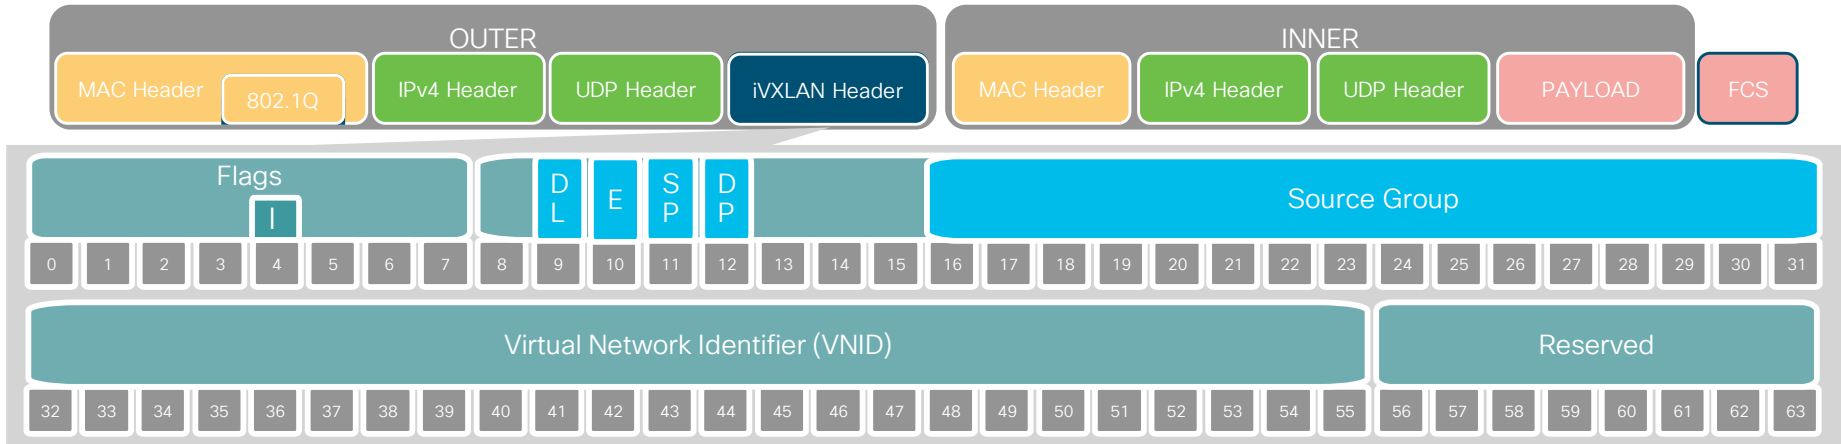 OUTER
INNER
MAC Header 802.1Q IPv4 Header UDP Header iVXLAN Header MAC Header IPv4 Header UDP Header PAYLOAD FCS
Flags I DL E SP DP Source Group
0 1 2 3 4 5 6 7 8 9 10 11 12 13 14 15 16 17 18 19 20 21 22 23 24 25 26 27 28 29 30 31
Virtual Network Identifier (VNID) Reserved
32 33 34 35 36 37 38 39 40 41 42 43 44 45 46 47 48 49 50 51 52 53 54 55 56 57 58 59 60 61 62 63